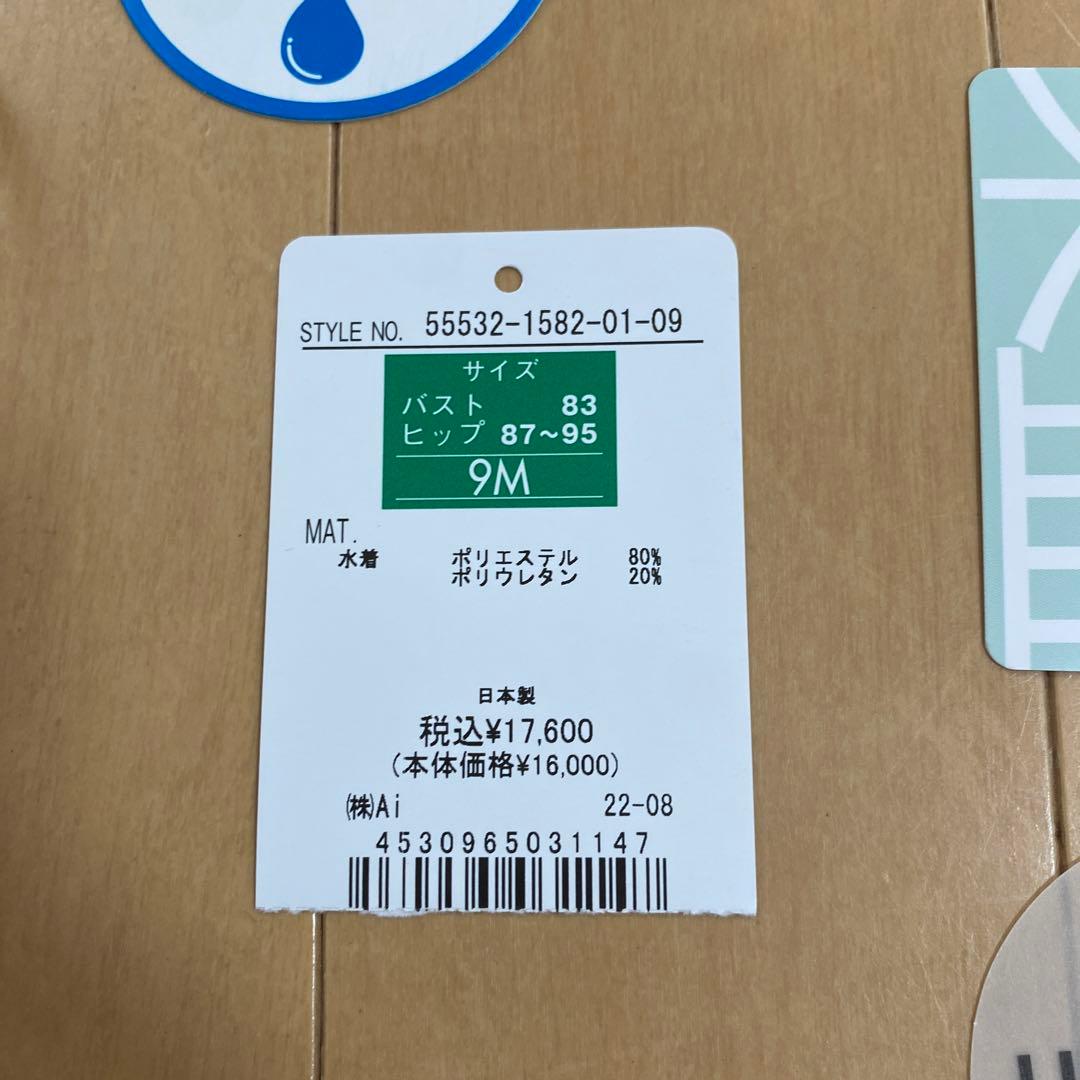 STYLE NO. 55532-1582-01-09
サイズ
バスト 83
ヒップ 87~95
9M
MAT.
水着 ポリエステル 80%
ポリウレタン 20%
日本製
税込¥17,600
(本体価格¥16,000)
㈱Ai 22-08
4530965031147